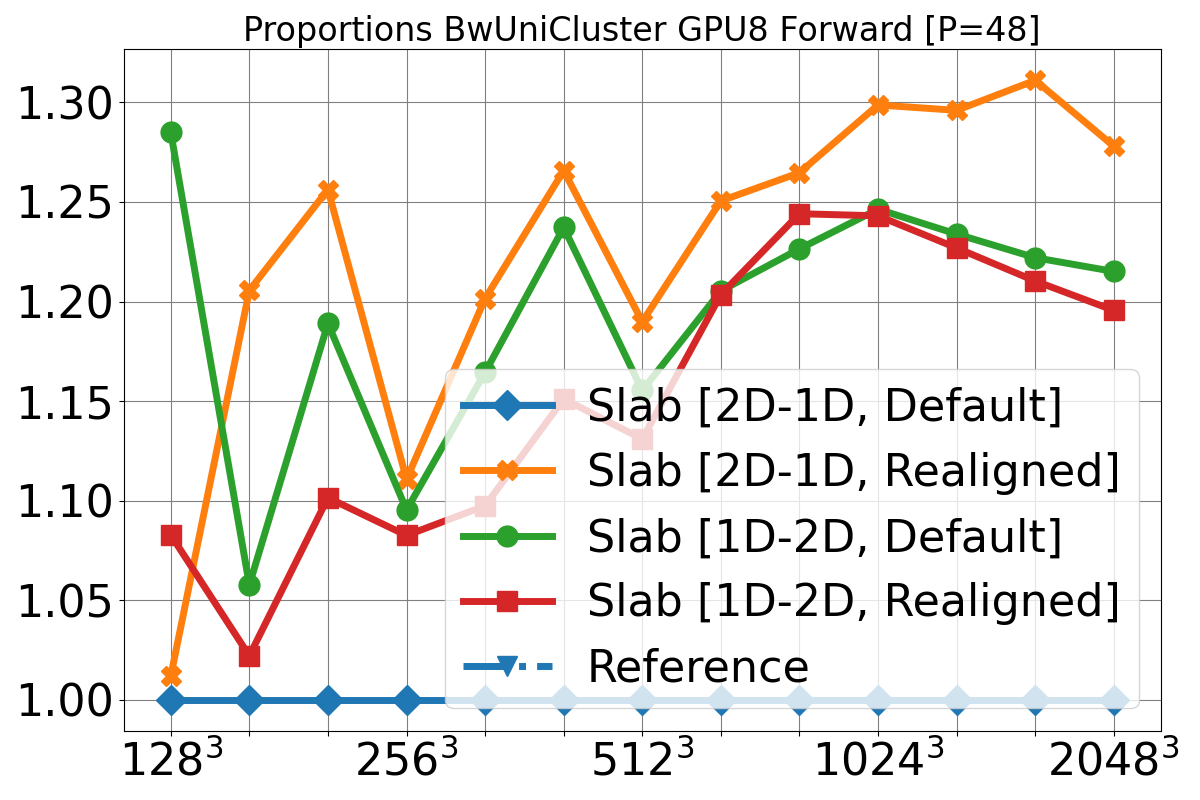 Proportions BwUniCluster GPU8 Forward [P=48]
1.30
1.25
1.20
1.15
1.10
1.05
1.00
Slab [2D-1D, Default]
Slab [2D-1D, Realigned]
Slab [1D-2D, Default]
Slab [1D-2D, Realigned]
Reference
128³ 256³ 512³ 1024³ 2048³